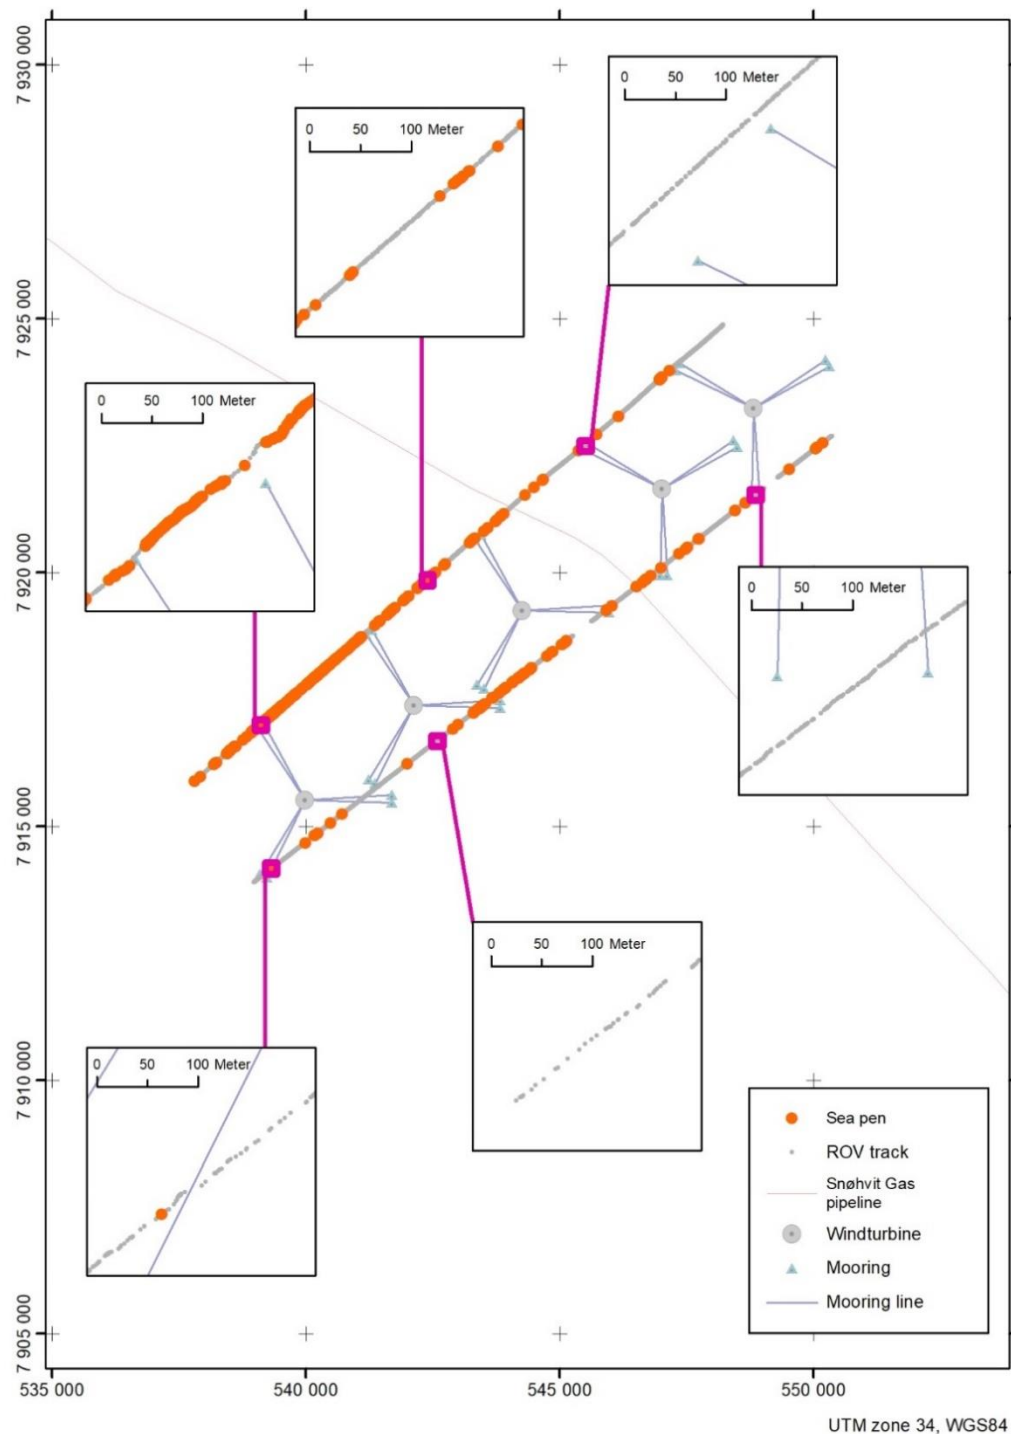 7 930 000
7 925 000
7 920 000
7 915 000
7 910 000
7 905 000
0 50 100 Meter
0 50 100 Meter
0 50 100 Meter
0 50 100 Meter
0 50 100 Meter
0 50 100 Meter
Sea pen
ROV track
Snøhvit Gas
pipeline
Windturbine
Mooring
Mooring line
535 000 540 000 545 000 550 000
UTM zone 34, WGS84